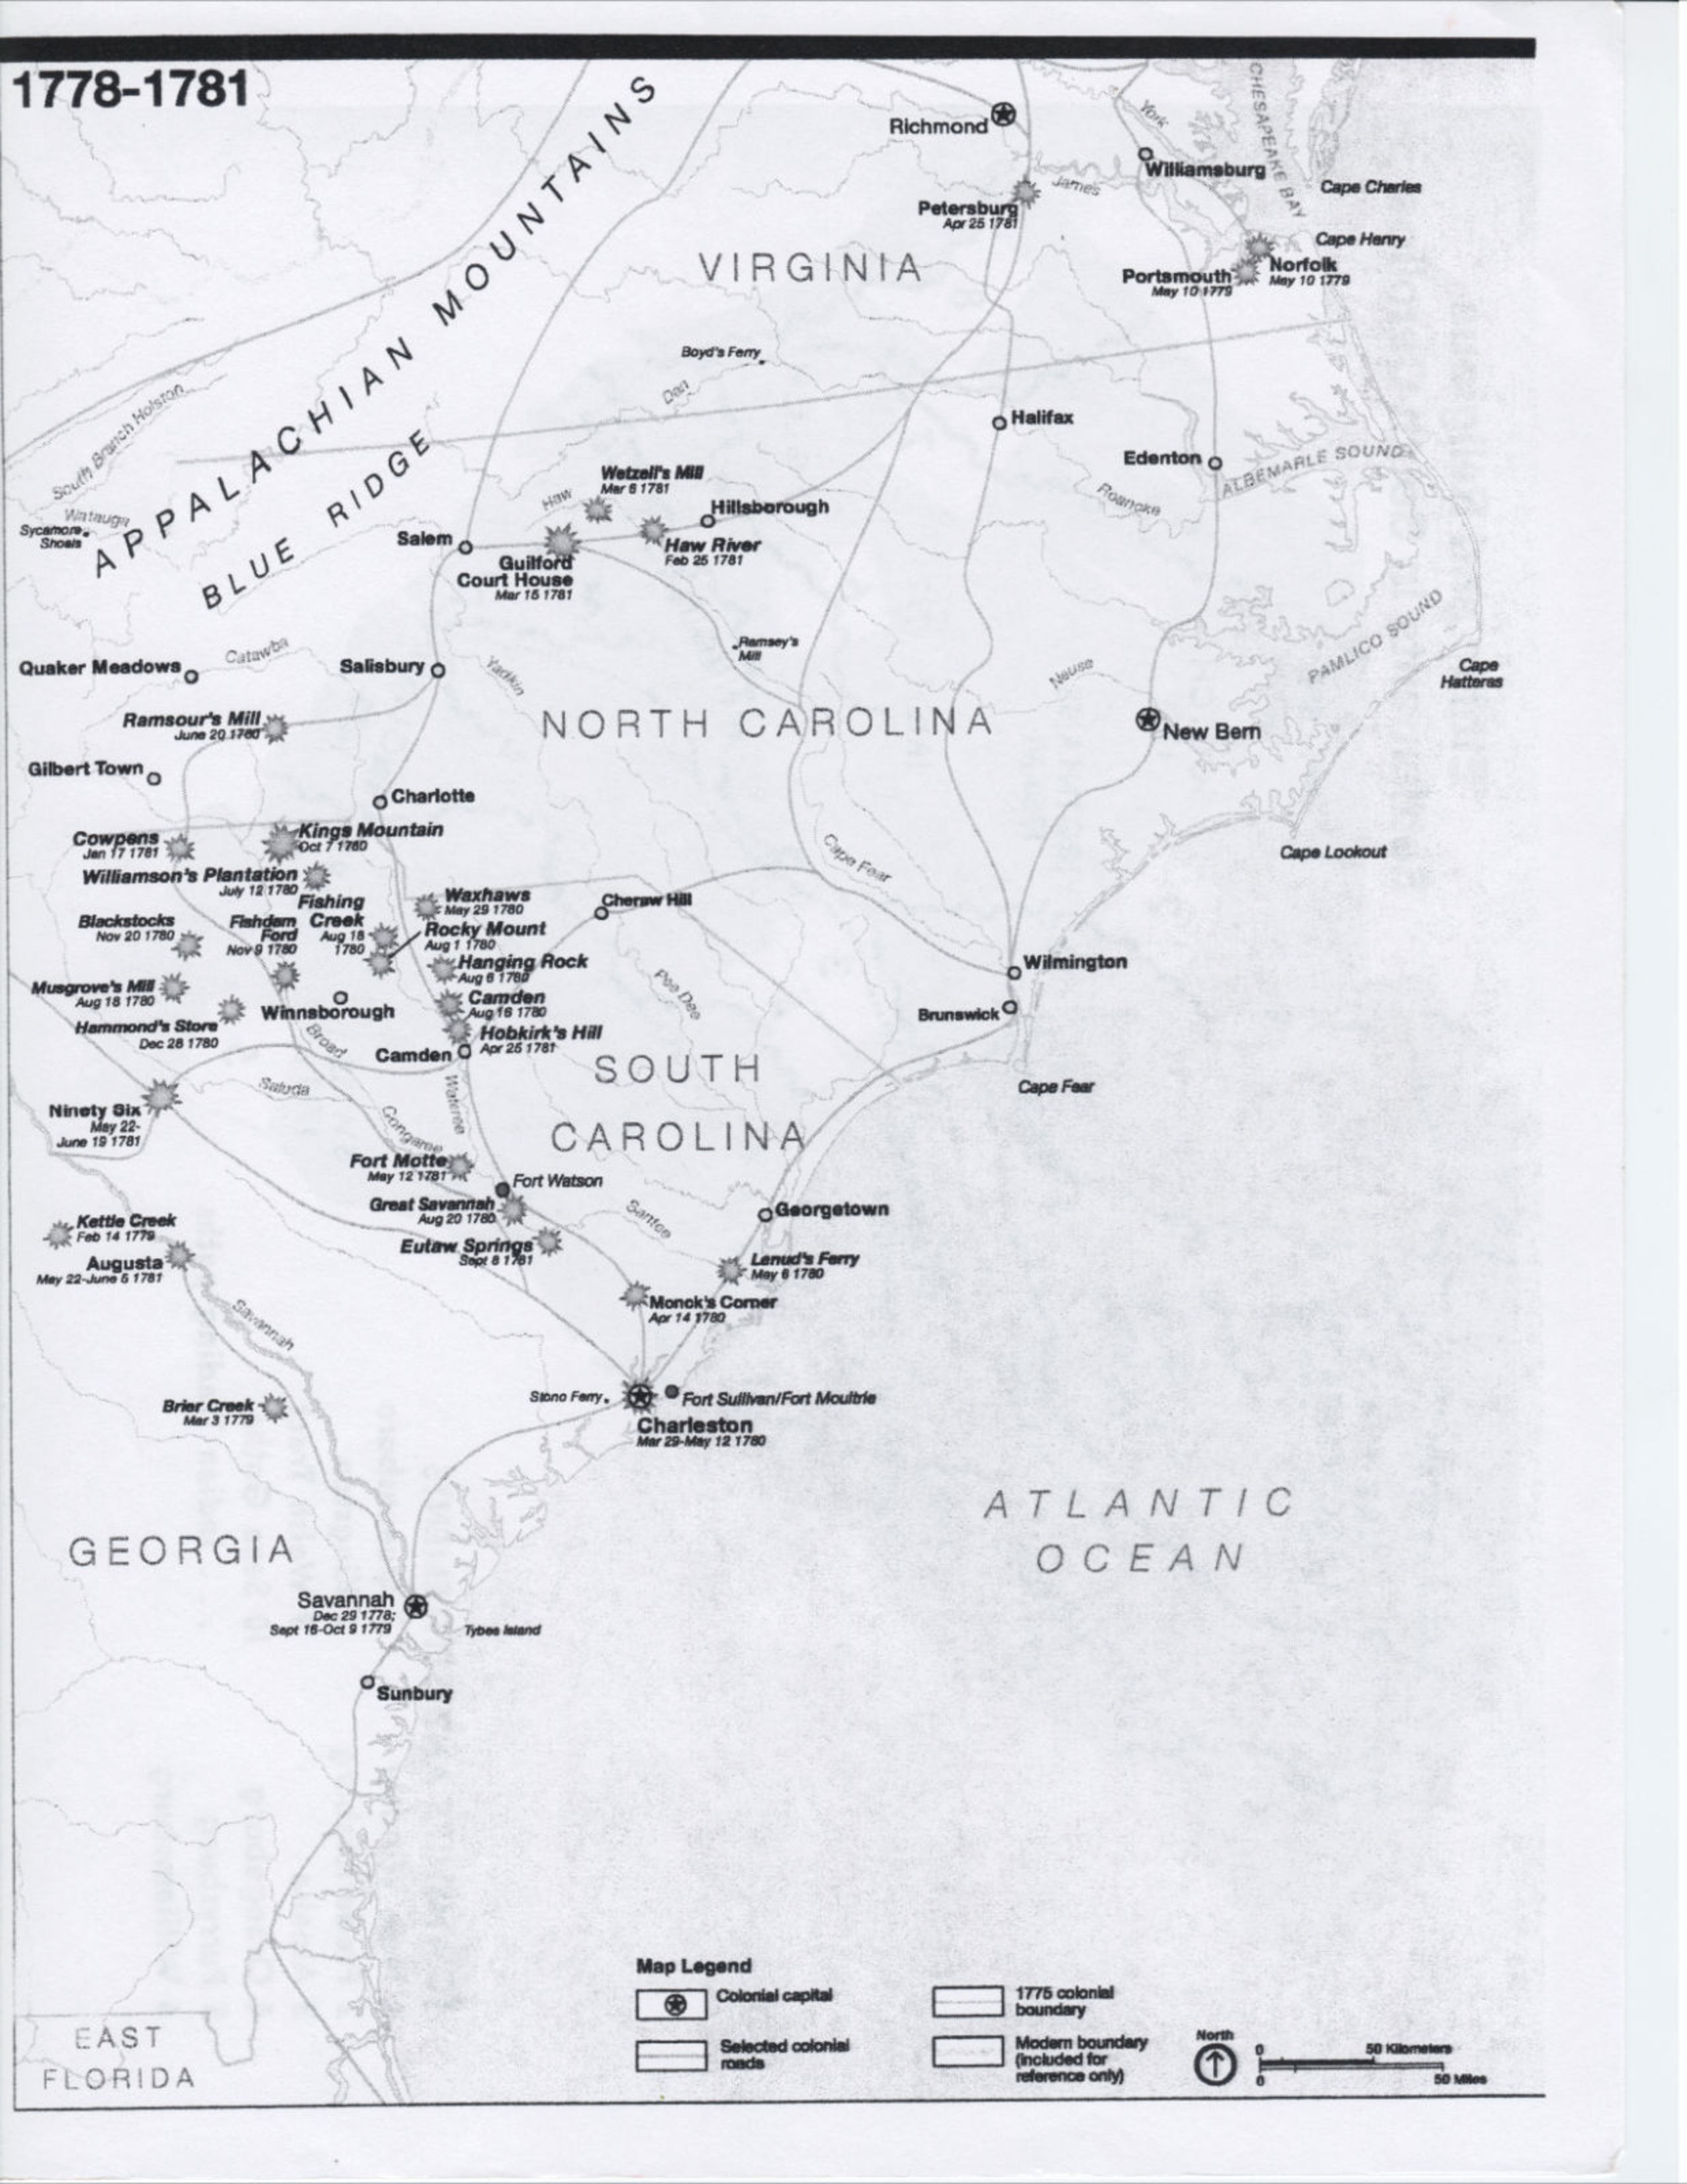 1778-1781
APPALACHIAN MOUNTAINS
BLUE RIDGE
Richmond
York
CHESAPEAKE BAY
Williamsburg
James
Cape Charles
Petersburg
Apr 25 1781
Cape Henry
VIRGINIA
Portsmouth
May 10 1779
Norfolk
May 10 1779
Boyd's Ferry
Dan
South Branch Holston
Halifax
Edenton
ALBEMARLE SOUND
Roanoke
Watauga
Sycamore
Shoals
Wetzell's Mill
Mar 6 1781
Haw
Hillsborough
Salem
Guilford
Court House
Mar 15 1781
Haw River
Feb 25 1781
Ramsey's
Mill
PAMLICO SOUND
Quaker Meadows
Catawba
Salisbury
Yadkin
Neuse
Cape
Hatteras
Ramsour's Mill
June 20 1780
NORTH CAROLINA
New Bern
Gilbert Town
Charlotte
Cowpens
Jan 17 1781
Kings Mountain
Oct 7 1780
Cape Fear
Cape Lookout
Williamson's Plantation
July 12 1780
Fishing
Creek
Aug 18
1780
Waxhaws
May 29 1780
Cheraw Hill
Blackstocks
Nov 20 1780
Fishdam
Ford
Nov 9 1780
Rocky Mount
Aug 1 1780
Hanging Rock
Aug 6 1780
Wilmington
Musgrove's Mill
Aug 18 1780
Winnsborough
Camden
Aug 16 1780
Pee Dee
Brunswick
Hammond's Store
Dec 28 1780
Broad
Hobkirk's Hill
Apr 25 1781
Camden
SOUTH
CAROLINA
Cape Fear
Saluda
Wateree
Congaree
Ninety Six
May 22-
June 19 1781
Fort Motte
May 12 1781
Fort Watson
Great Savannah
Aug 20 1780
Santee
Georgetown
Kettle Creek
Feb 14 1779
Eutaw Springs
Sept 8 1781
Augusta
May 22-June 5 1781
Lenud's Ferry
May 6 1780
Monck's Corner
Apr 14 1780
Savannah
Stono Ferry
Fort Sullivan/Fort Moultrie
Brier Creek
Mar 3 1779
Charleston
Mar 29-May 12 1780
ATLANTIC
OCEAN
GEORGIA
Savannah
Dec 29 1778;
Sept 16-Oct 9 1779
Tybee Island
Sunbury
EAST
FLORIDA
Map Legend
Colonial capital
Selected colonial
roads
1775 colonial
boundary
Modern boundary
(included for
reference only)
North
0 50 Kilometers
0 50 Miles